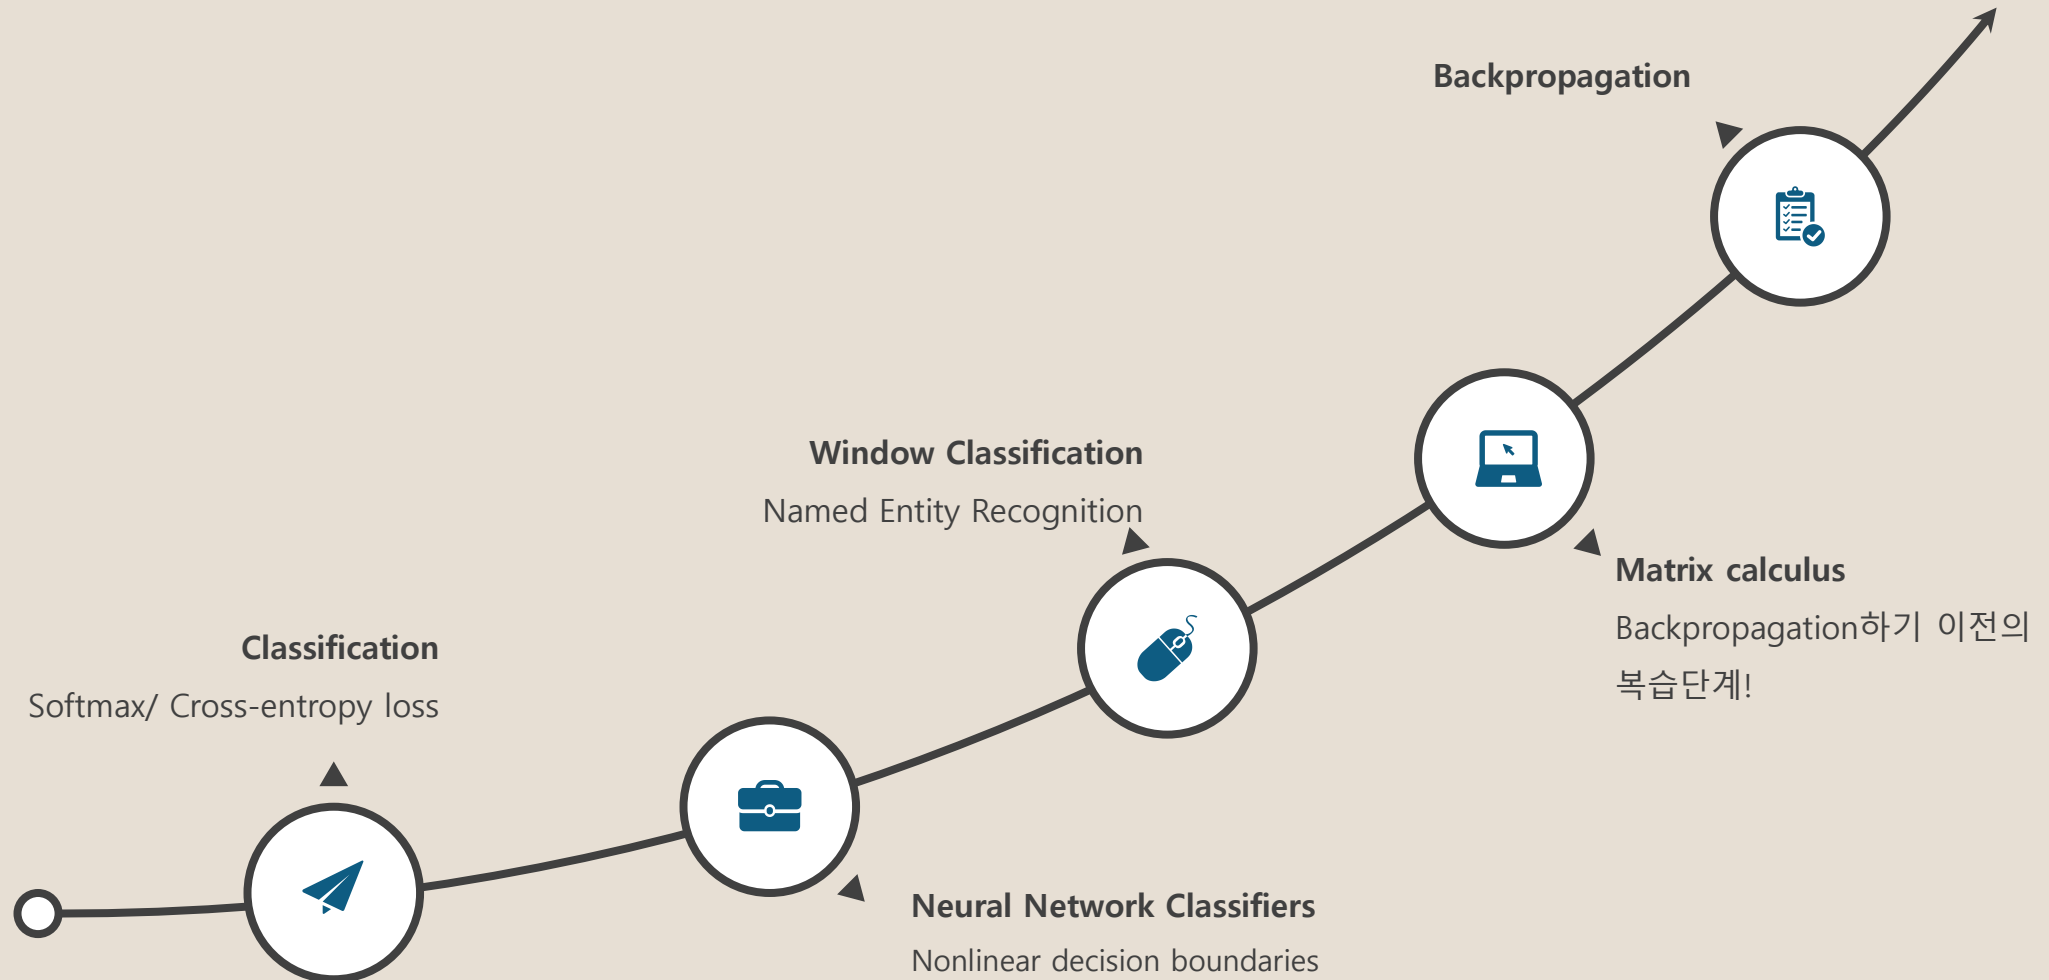 Classification
Softmax/ Cross-entropy loss
Neural Network Classifiers
Nonlinear decision boundaries
Window Classification
Named Entity Recognition
Matrix calculus
Backpropagation하기 이전의
복습단계!
Backpropagation